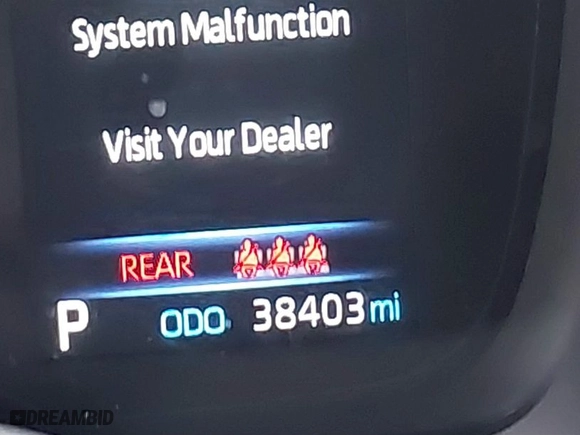 System Malfunction
Visit Your Dealer
REAR
P ODO 38403 mi
DREAMBID